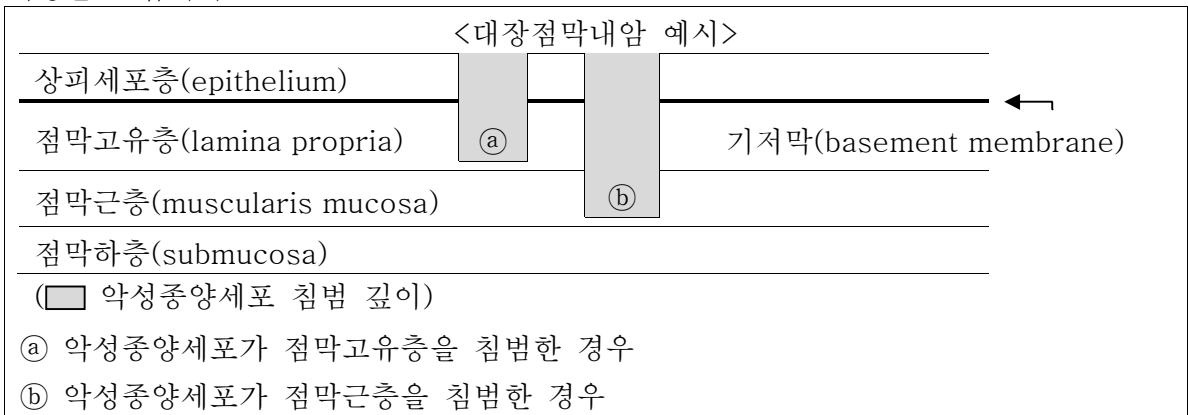 <대장점막내암 예시>
상피세포층(epithelium)
점막고유층(lamina propria) ⓐ 기저막(basement membrane)
점막근층(muscularis mucosa) ⓑ
점막하층(submucosa)
( 악성종양세포 침범 깊이)
ⓐ 악성종양세포가 점막고유층을 침범한 경우
ⓑ 악성종양세포가 점막근층을 침범한 경우